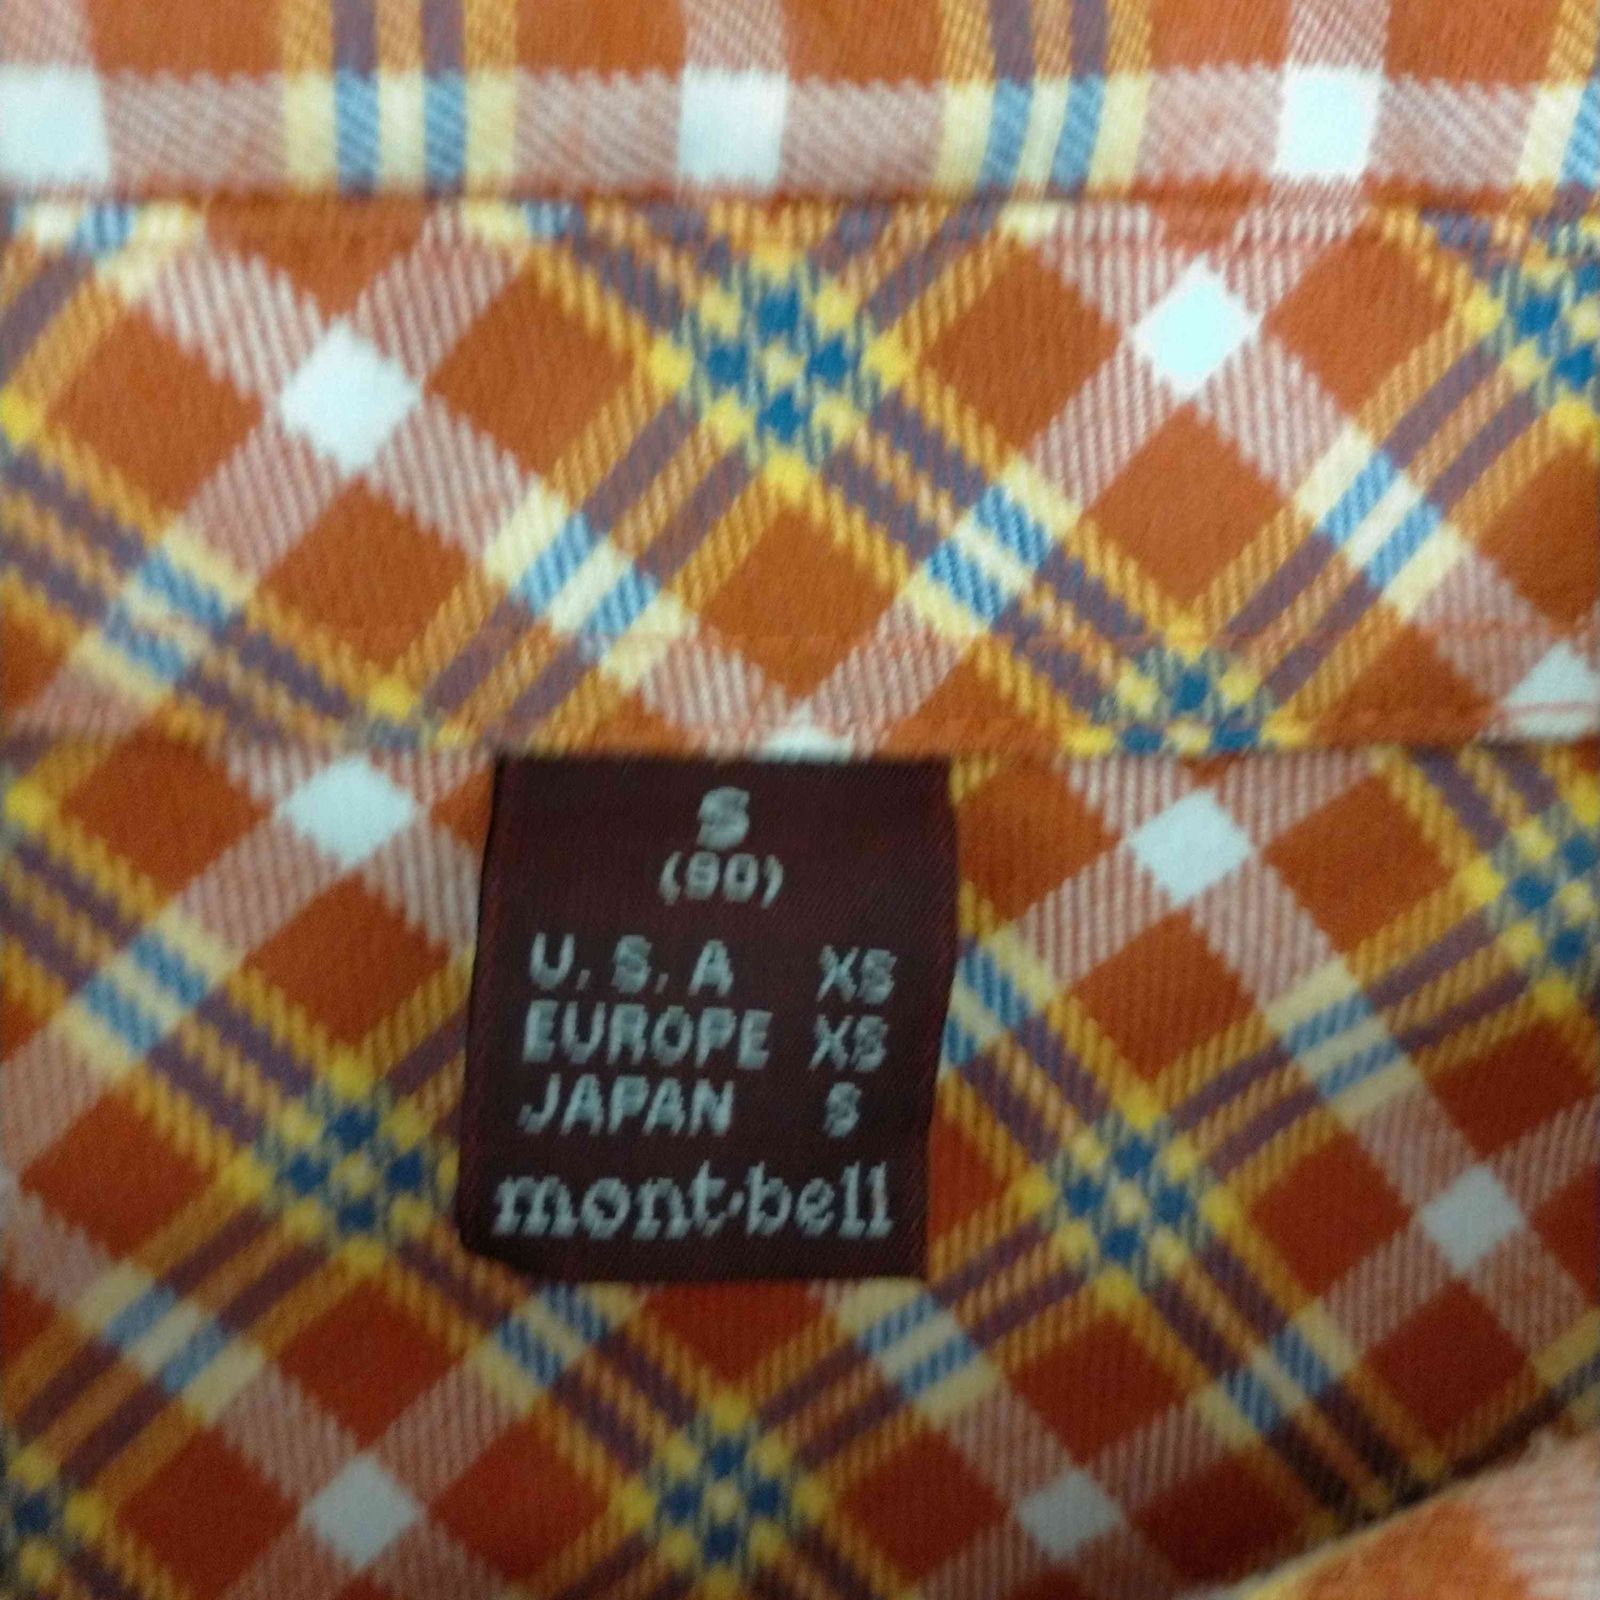 S
(90)
U.S.A XS
EUROPE XS
JAPAN S
mont·bell